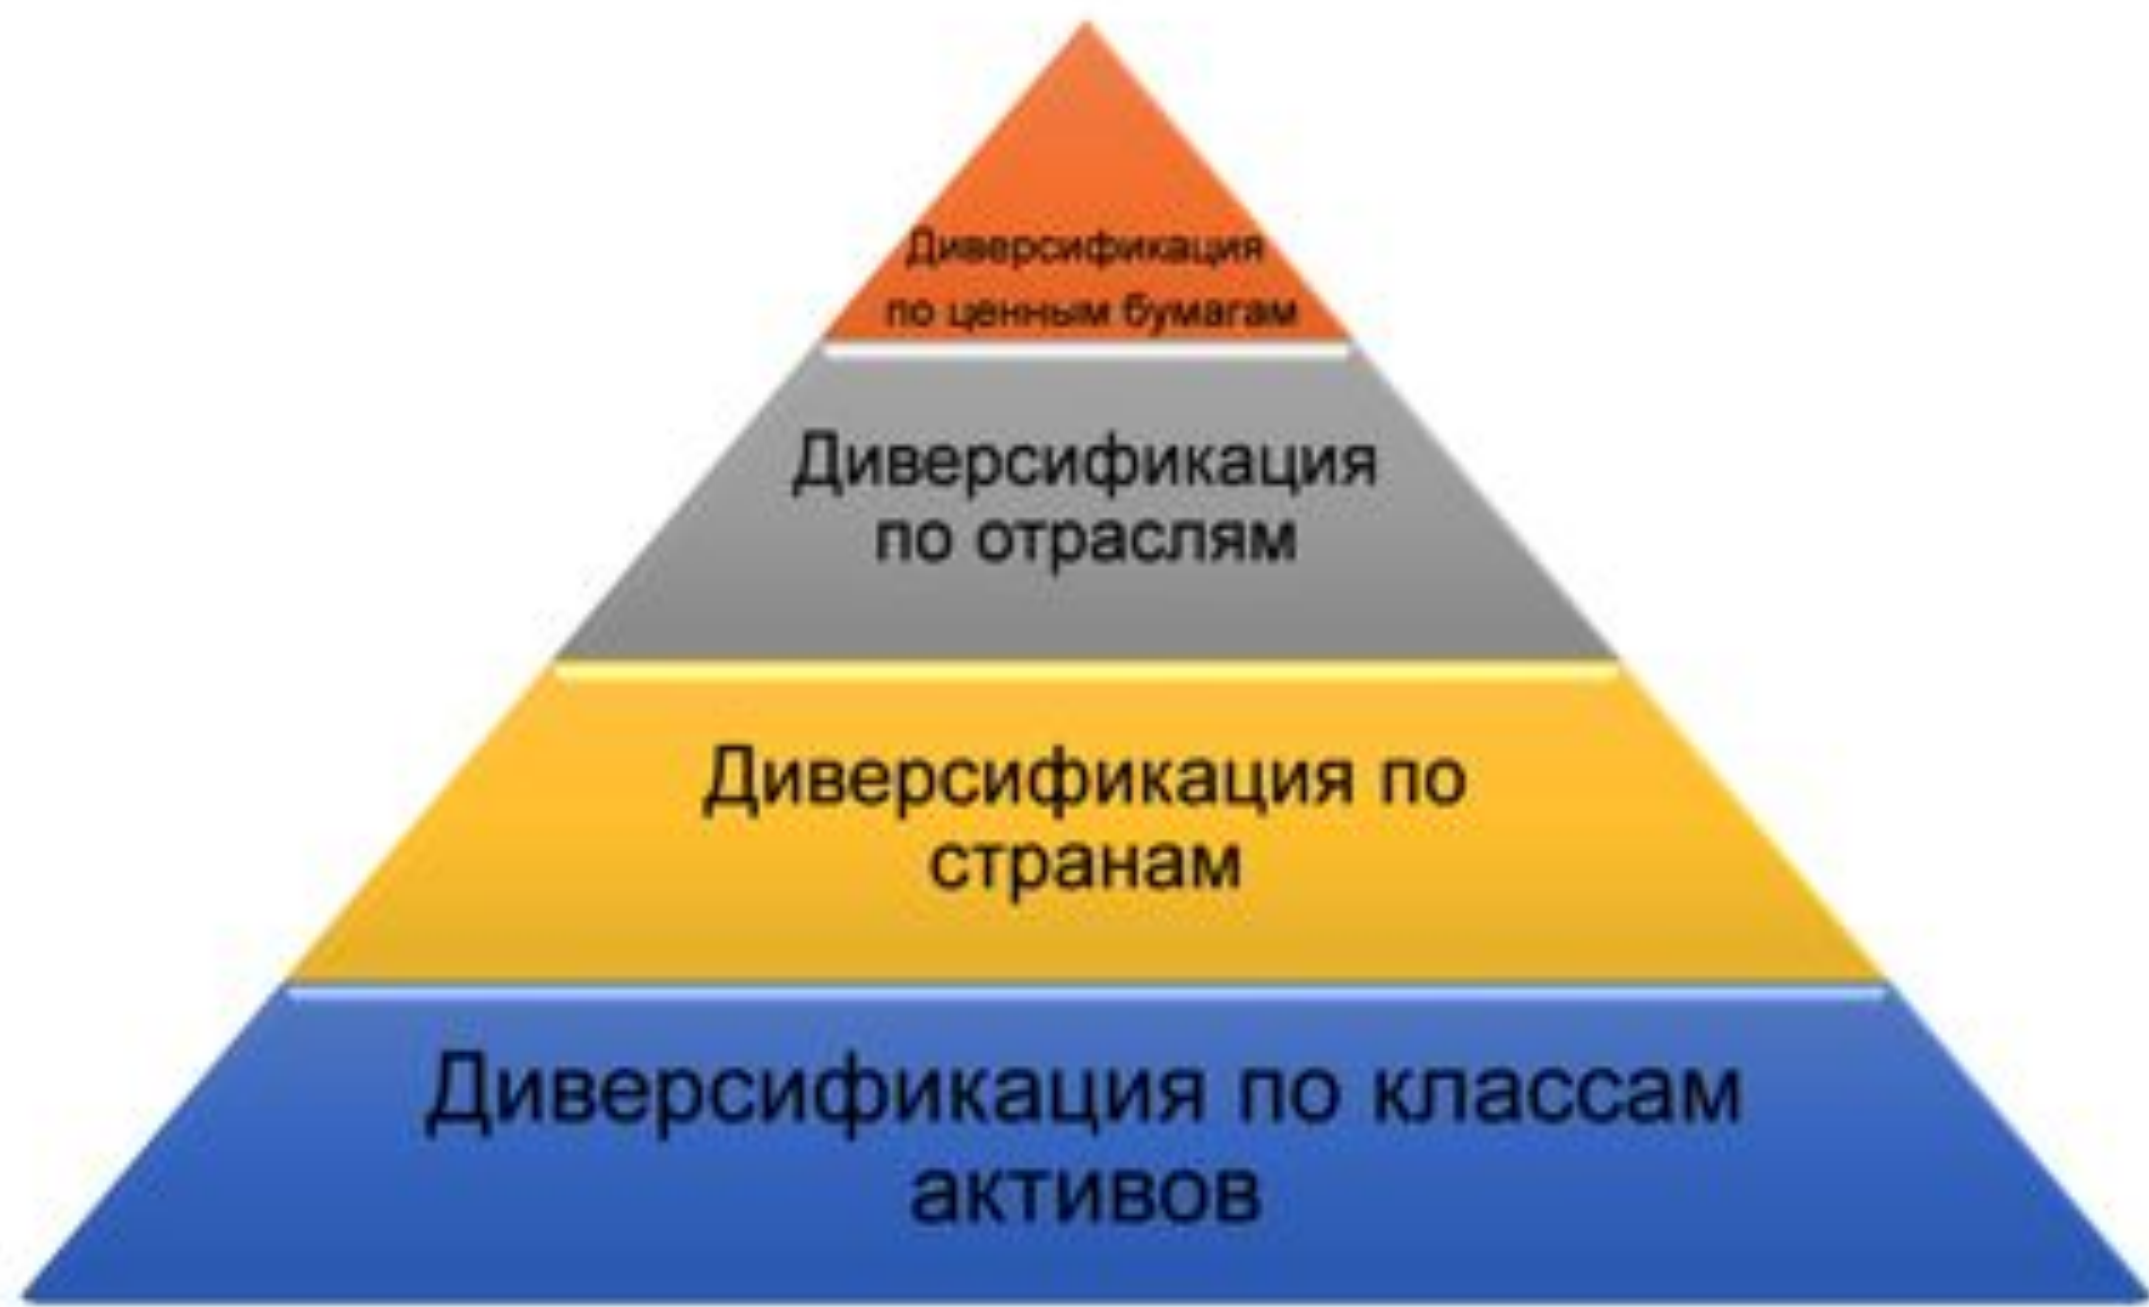 Диверсификация
по ценным бумагам
Диверсификация
по отраслям
Диверсификация по
странам
Диверсификация по классам
активов